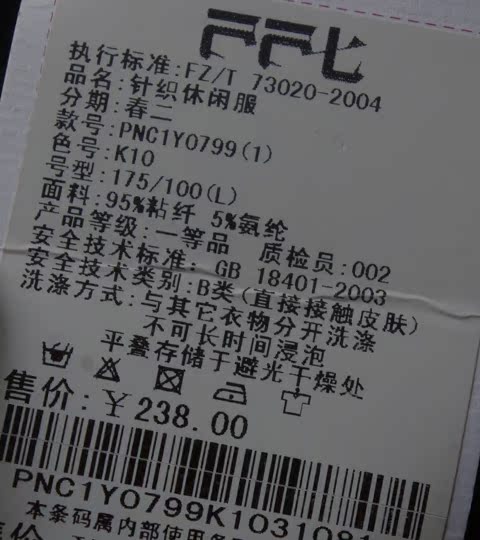 执行标准:FZ/T 73020-2004
品名:针织休闲服
分期:春二
款号:PNC1Y0799(1)
色号:K10
号型:175/100(L)
面料:95%粘纤 5%氨纶
产品等级:一等品 质检员:002
安全技术标准: GB 18401-2003
安全技术类别:B类(直接接触皮肤)
洗涤方式:与其它衣物分开洗涤
不可长时间浸泡
平叠存储于避光干燥处
售价:￥238.00
PNC1Y0799K1031081
本条码属内部使用
售价